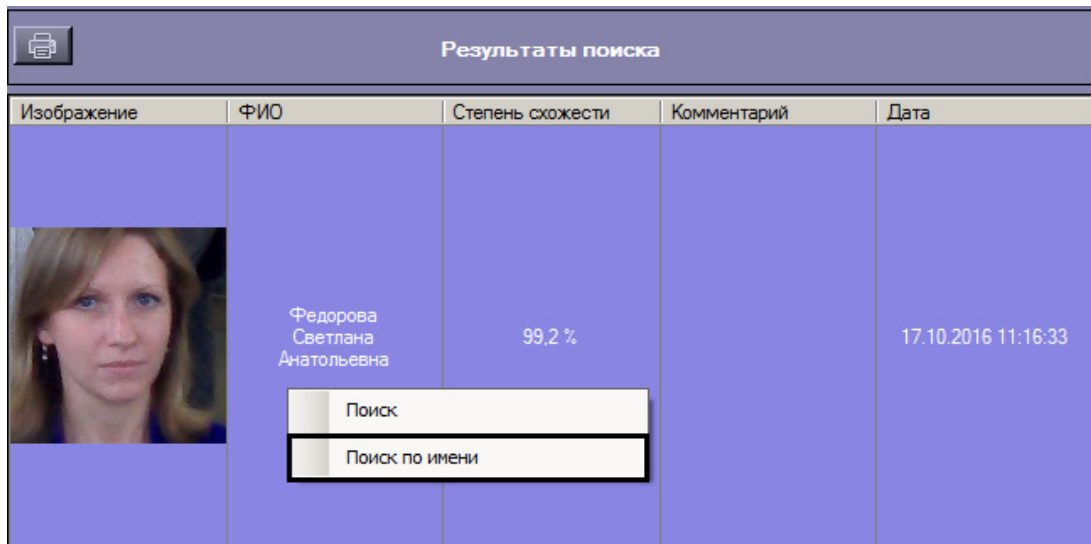 Результаты поиска
Изображение ФИО Степень схожести Комментарий Дата
Федорова
Светлана
Анатольевна
99,2 %
17.10.2016 11:16:33
Поиск
Поиск по имени